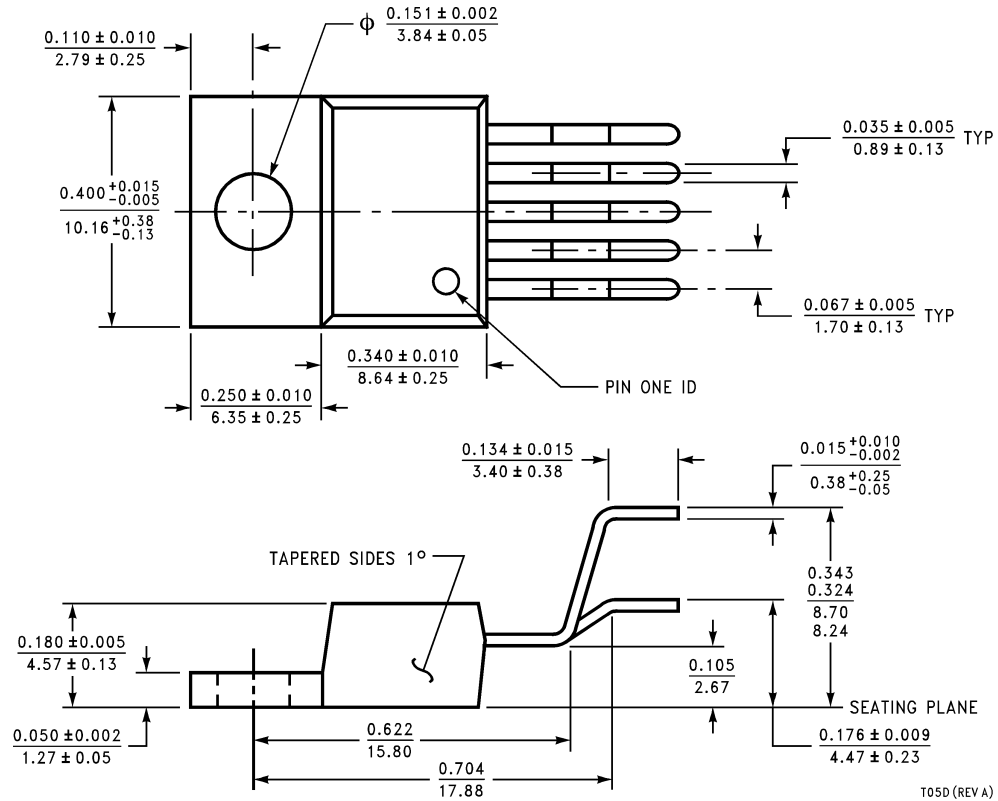 ϕ 0.151 ± 0.002
3.84 ± 0.05
0.110 ± 0.010
2.79 ± 0.25
0.035 ± 0.005 TYP
0.89 ± 0.13
0.400 +0.015 -0.005
10.16 +0.38 -0.13
0.067 ± 0.005 TYP
1.70 ± 0.13
0.340 ± 0.010
8.64 ± 0.25
PIN ONE ID
0.250 ± 0.010
6.35 ± 0.25
0.134 ± 0.015
3.40 ± 0.38
0.015 +0.010 -0.002
0.38 +0.25 -0.05
TAPERED SIDES 1°
0.343
0.324
8.70
8.24
0.180 ±0.005
4.57 ± 0.13
0.105
2.67
SEATING PLANE
0.050 ±0.002
1.27 ± 0.05
0.622
15.80
0.176 ±0.009
4.47 ± 0.23
0.704
17.88
T05D (REV A)